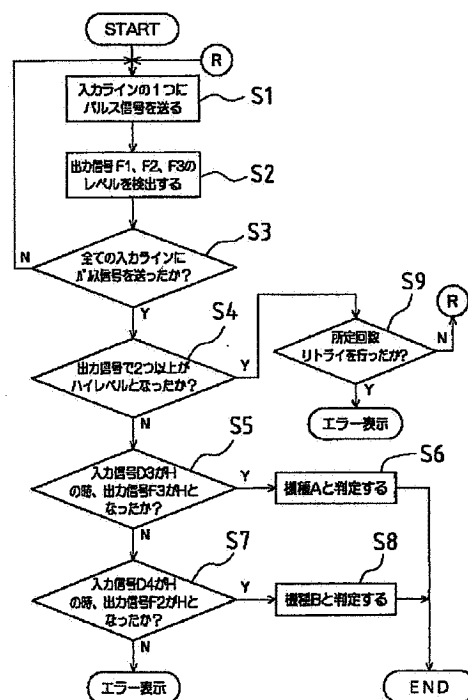 START
R
入力ラインの1つに
パルス信号を送る
S1
出力信号F1、F2、F3の
レベルを検出する
S2
全ての入力ラインに
パルス信号を送ったか?
S3
N
Y
出力信号で2つ以上が
ハイレベルとなったか?
S4
Y
N
所定回数
リトライを行ったか?
S9
N
R
Y
エラー表示
入力信号D3がH
の時、出力信号F3がHと
なったか?
S5
Y
N
機種Aと判定する
S6
入力信号D4がH
の時、出力信号F2がHと
なったか?
S7
Y
N
機種Bと判定する
S8
エラー表示
END